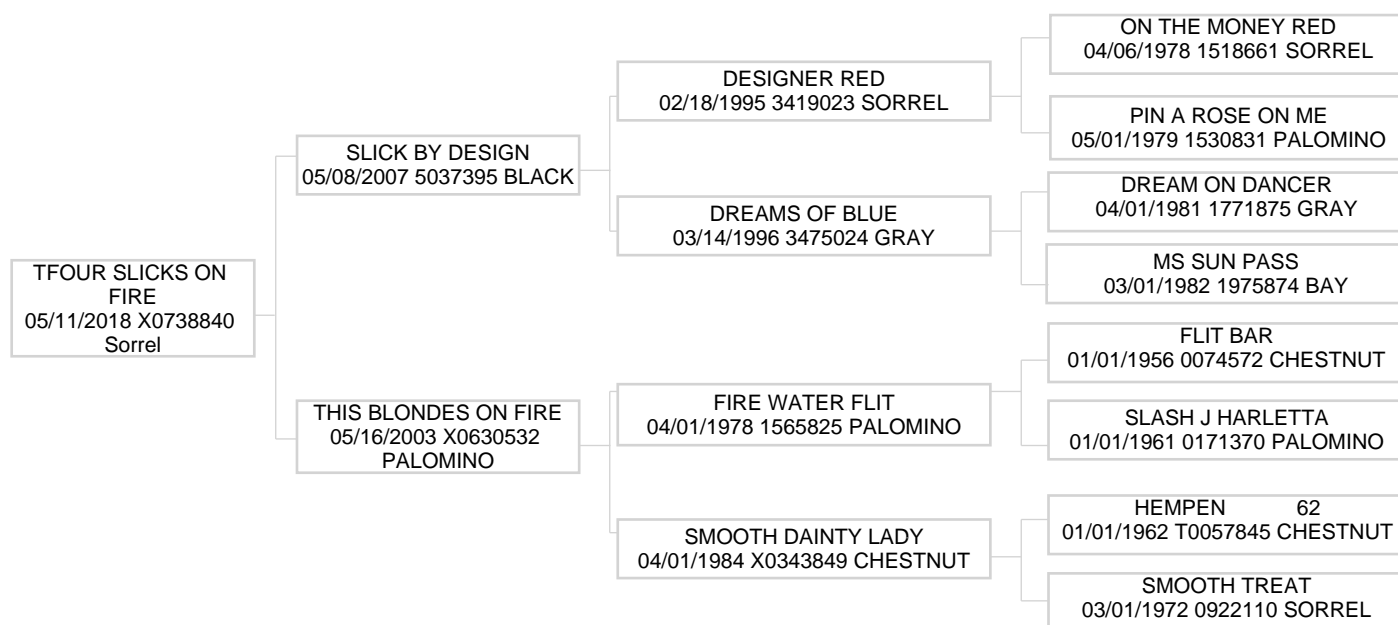 TFOUR SLICKS ON
FIRE
05/11/2018 X0738840
Sorrel
SLICK BY DESIGN
05/08/2007 5037395 BLACK
THIS BLONDES ON FIRE
05/16/2003 X0630532
PALOMINO
DESIGNER RED
02/18/1995 3419023 SORREL
DREAMS OF BLUE
03/14/1996 3475024 GRAY
FIRE WATER FLIT
04/01/1978 1565825 PALOMINO
SMOOTH DAINTY LADY
04/01/1984 X0343849 CHESTNUT
ON THE MONEY RED
04/06/1978 1518661 SORREL
PIN A ROSE ON ME
05/01/1979 1530831 PALOMINO
DREAM ON DANCER
04/01/1981 1771875 GRAY
MS SUN PASS
03/01/1982 1975874 BAY
FLIT BAR
01/01/1956 0074572 CHESTNUT
SLASH J HARLETTA
01/01/1961 0171370 PALOMINO
HEMPEN 62
01/01/1962 T0057845 CHESTNUT
SMOOTH TREAT
03/01/1972 0922110 SORREL